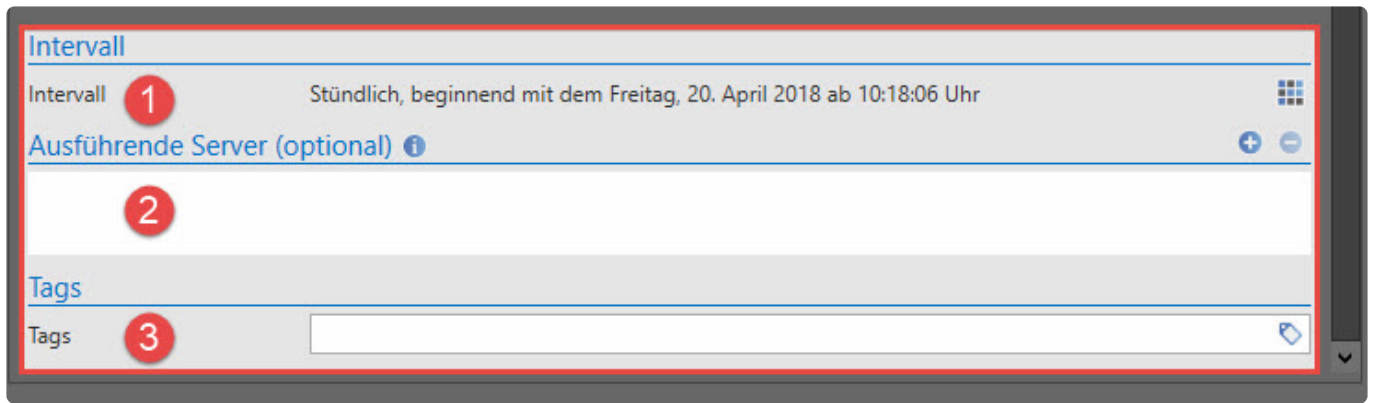 Intervall
Intervall 1 Stündlich, beginnend mit dem Freitag, 20. April 2018 ab 10:18:06 Uhr
Ausführende Server (optional)
2
Tags
Tags 3